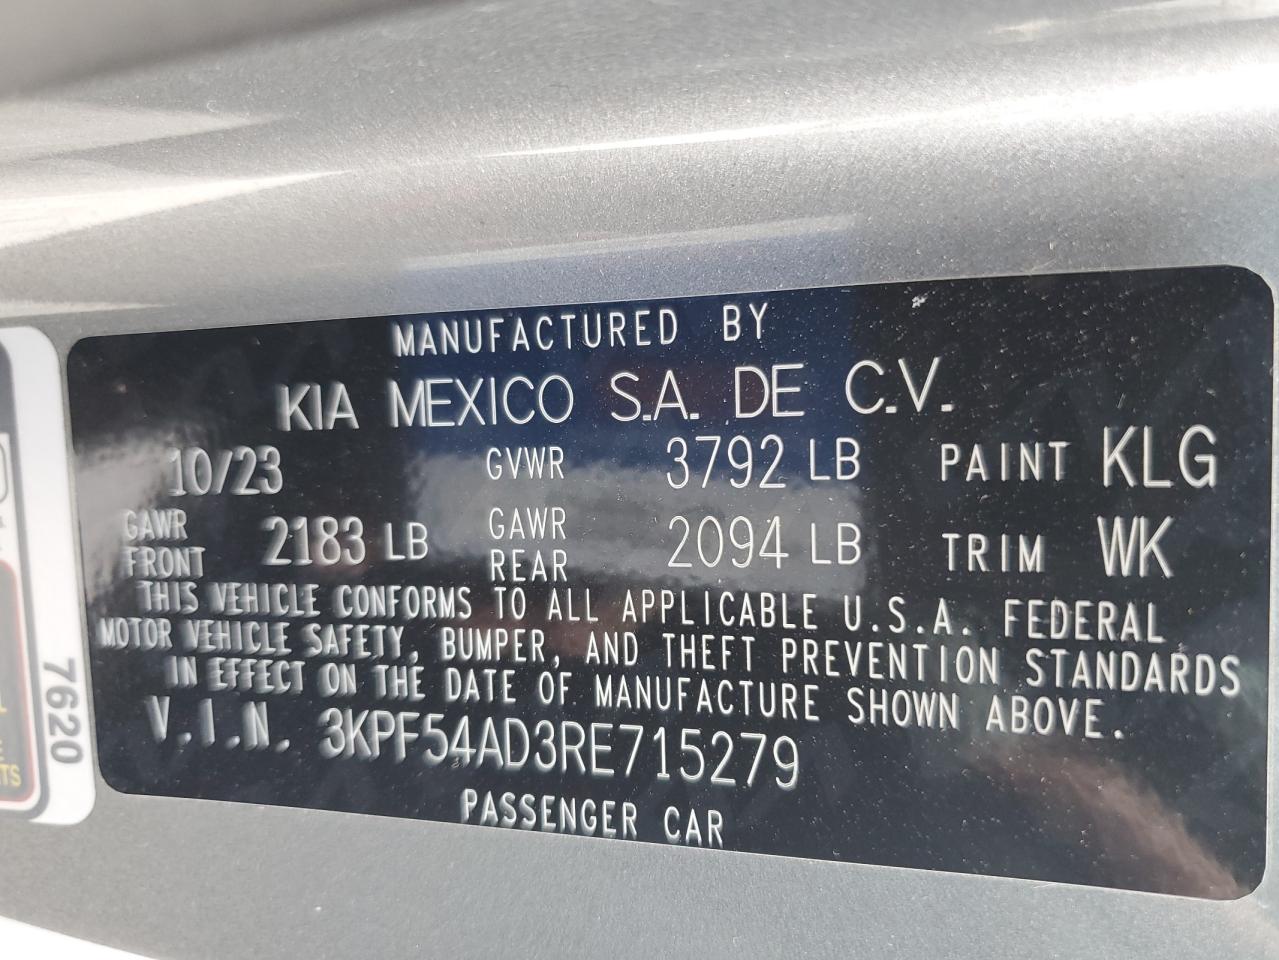 MANUFACTURED BY
KIA MEXICO S.A. DE C.V.
10/23 GVWR 3792 LB PAINT KLG
GAWR FRONT 2183 LB GAWR REAR 2094 LB TRIM WK
THIS VEHICLE CONFORMS TO ALL APPLICABLE U.S.A. FEDERAL
MOTOR VEHICLE SAFETY, BUMPER, AND THEFT PREVENTION STANDARDS
IN EFFECT ON THE DATE OF MANUFACTURE SHOWN ABOVE.
V.I.N. 3KPF54AD3RE715279
PASSENGER CAR
7620